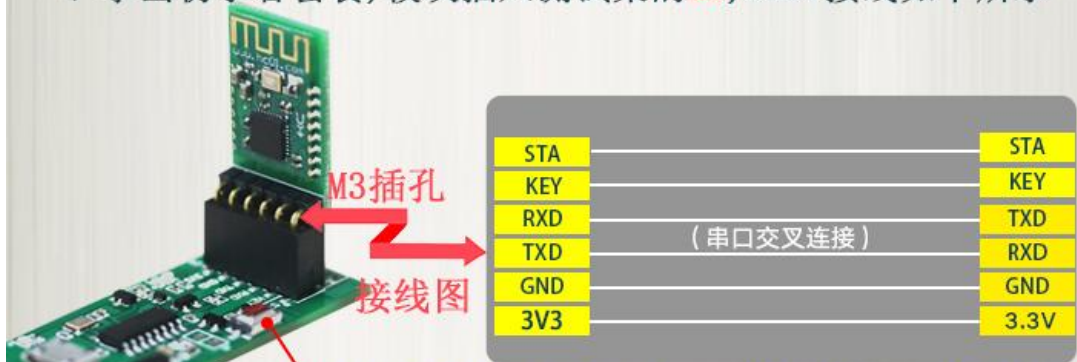 M3插孔
接线图
STA STA
KEY KEY
RXD TXD
(串口交叉连接)
TXD RXD
GND GND
3V3 3.3V